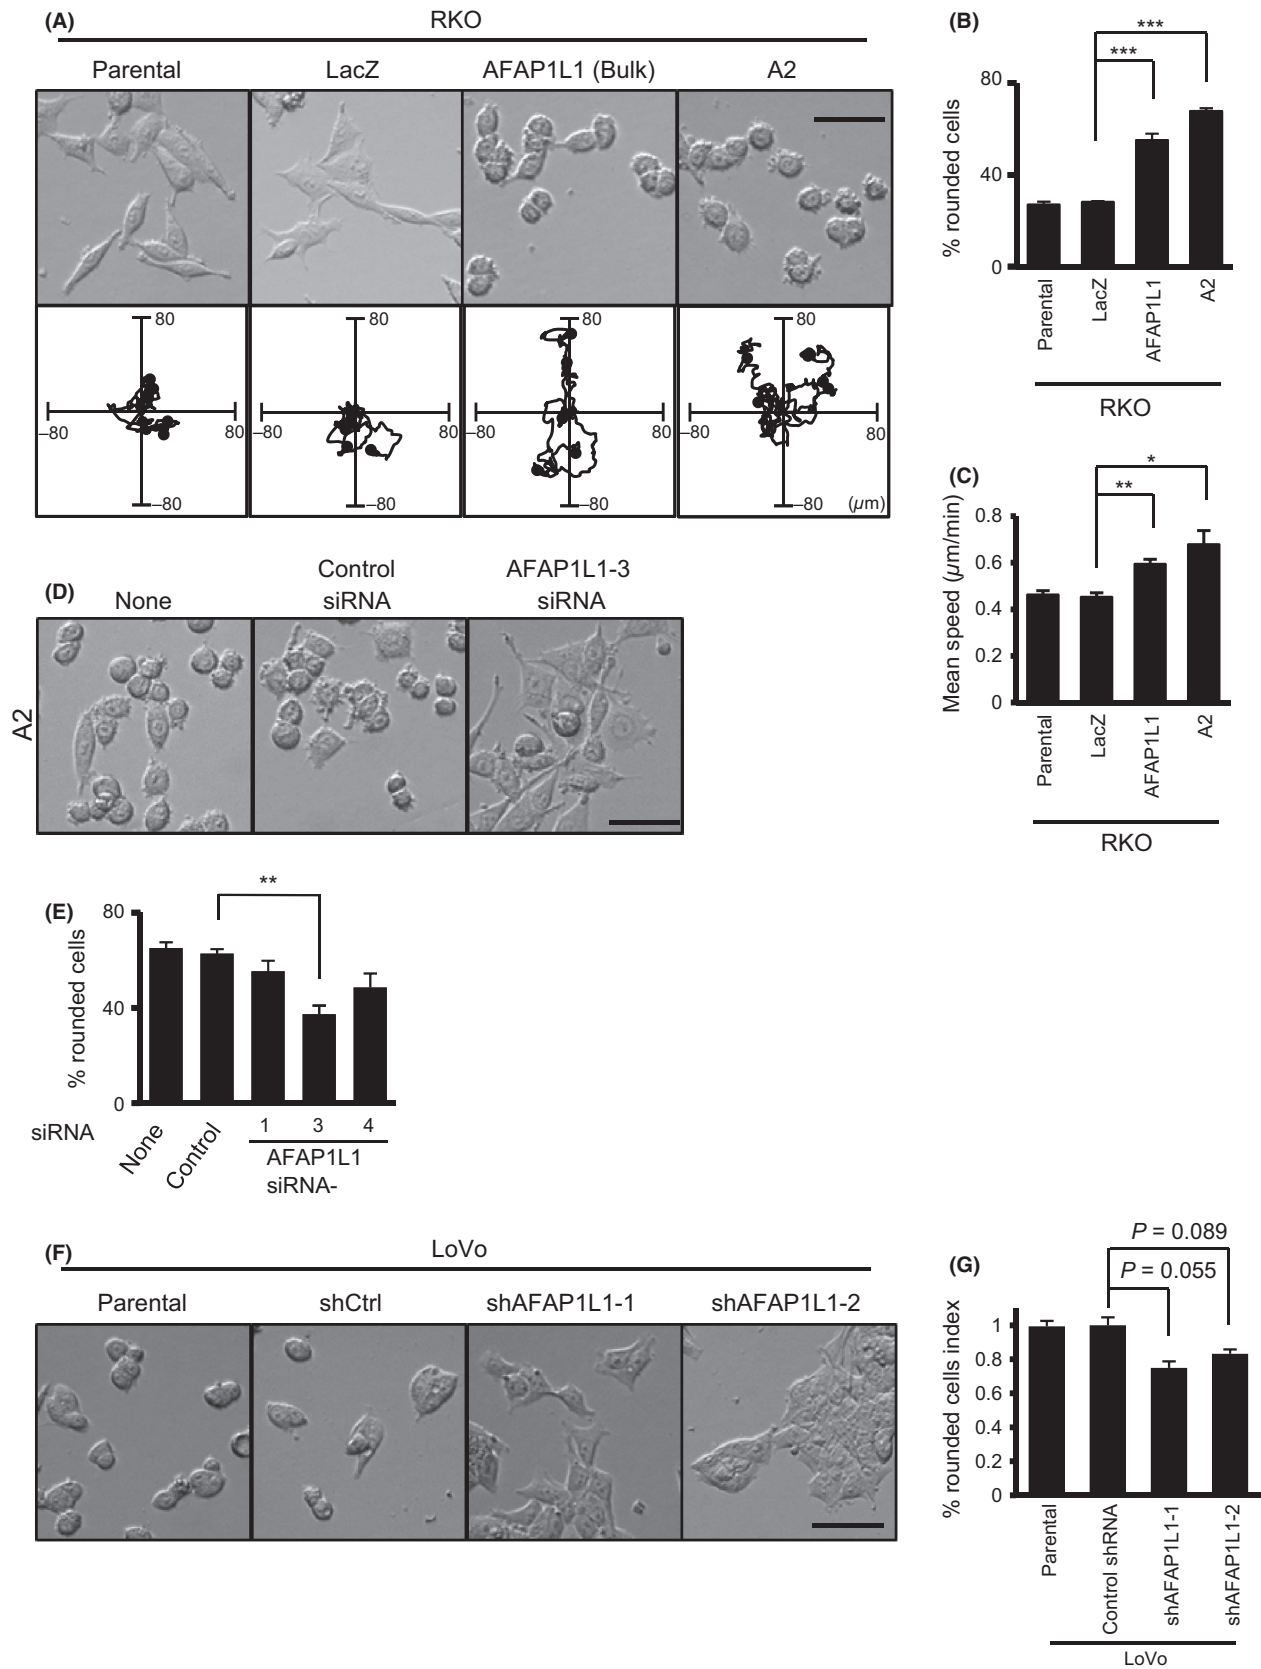 (A)
RKO
Parental LacZ AFAP1L1 (Bulk) A2
80 80 80 80
–80 80 –80 80 –80 80 –80 80
–80 –80 –80 –80 (µm)
(B)
*** 
***
% rounded cells
80
40
0
Parental LacZ AFAP1L1 A2
RKO
(C)
*
**
Mean speed (µm/min)
0.8
0.6
0.4
0.2
0
Parental LacZ AFAP1L1 A2
RKO
(D)
None Control siRNA AFAP1L1-3 siRNA
A2
(E)
**
% rounded cells
80
40
0
siRNA None Control 1 3 4
AFAP1L1
siRNA-
(F)
LoVo
Parental shCtrl shAFAP1L1-1 shAFAP1L1-2
(G)
P = 0.089
P = 0.055
% rounded cells index
1
0.8
0.6
0.4
0.2
0
Parental Control shRNA shAFAP1L1-1 shAFAP1L1-2
LoVo